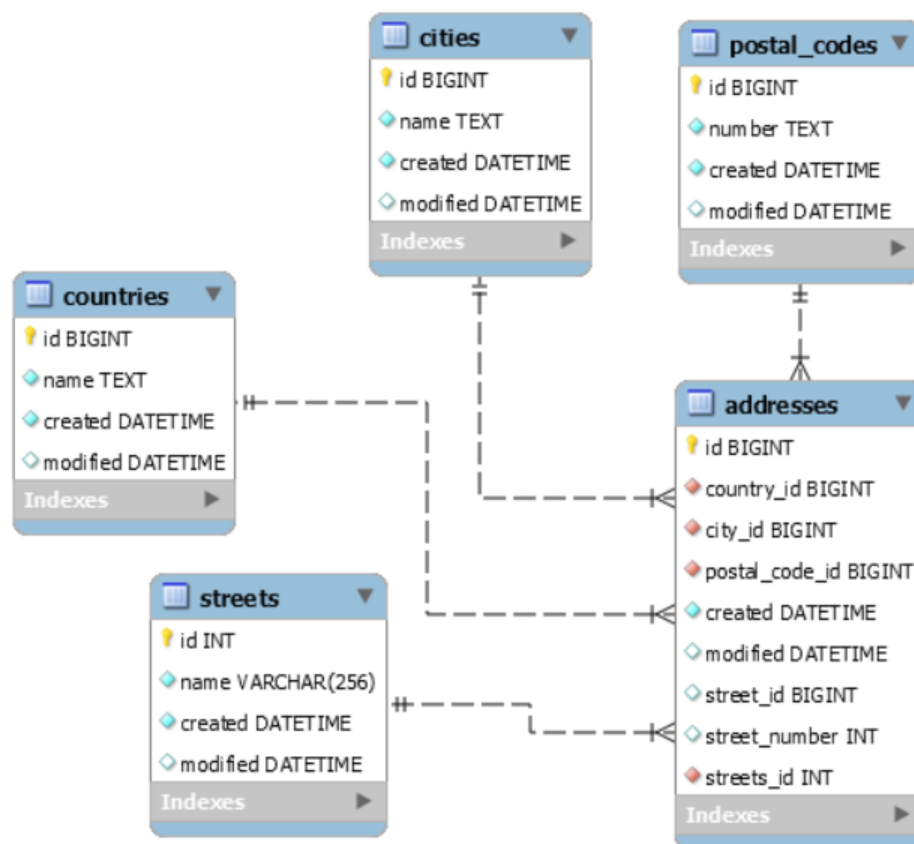 cities
id BIGINT
name TEXT
created DATETIME
modified DATETIME
Indexes
postal_codes
id BIGINT
number TEXT
created DATETIME
modified DATETIME
Indexes
countries
id BIGINT
name TEXT
created DATETIME
modified DATETIME
Indexes
streets
id INT
name VARCHAR(256)
created DATETIME
modified DATETIME
Indexes
addresses
id BIGINT
country_id BIGINT
city_id BIGINT
postal_code_id BIGINT
created DATETIME
modified DATETIME
street_id BIGINT
street_number INT
streets_id INT
Indexes